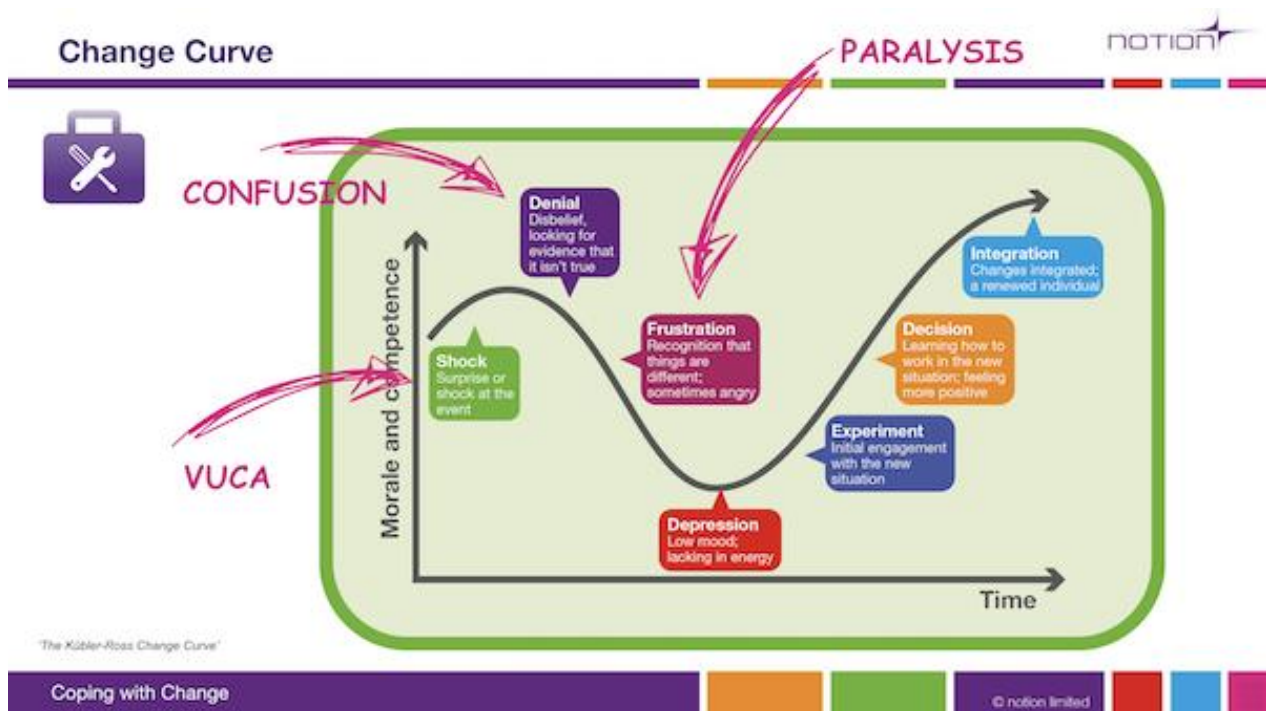 Change Curve
PARALYSIS
notion
CONFUSION
Denial
Disbelief,
looking for
evidence that
it isn't true
Integration
Changes integrated;
a renewed individual
Morale and competence
Frustration
Recognition that
things are
different;
sometimes angry
Decision
Learning how to
work in the new
situation; feeling
more positive
Shock
Surprise or
shock at the
event
VUCA
Experiment
Initial engagement
with the new
situation
Depression
Low mood;
lacking in energy
Time
'The Kübler-Ross Change Curve'
Coping with Change
© notion limited